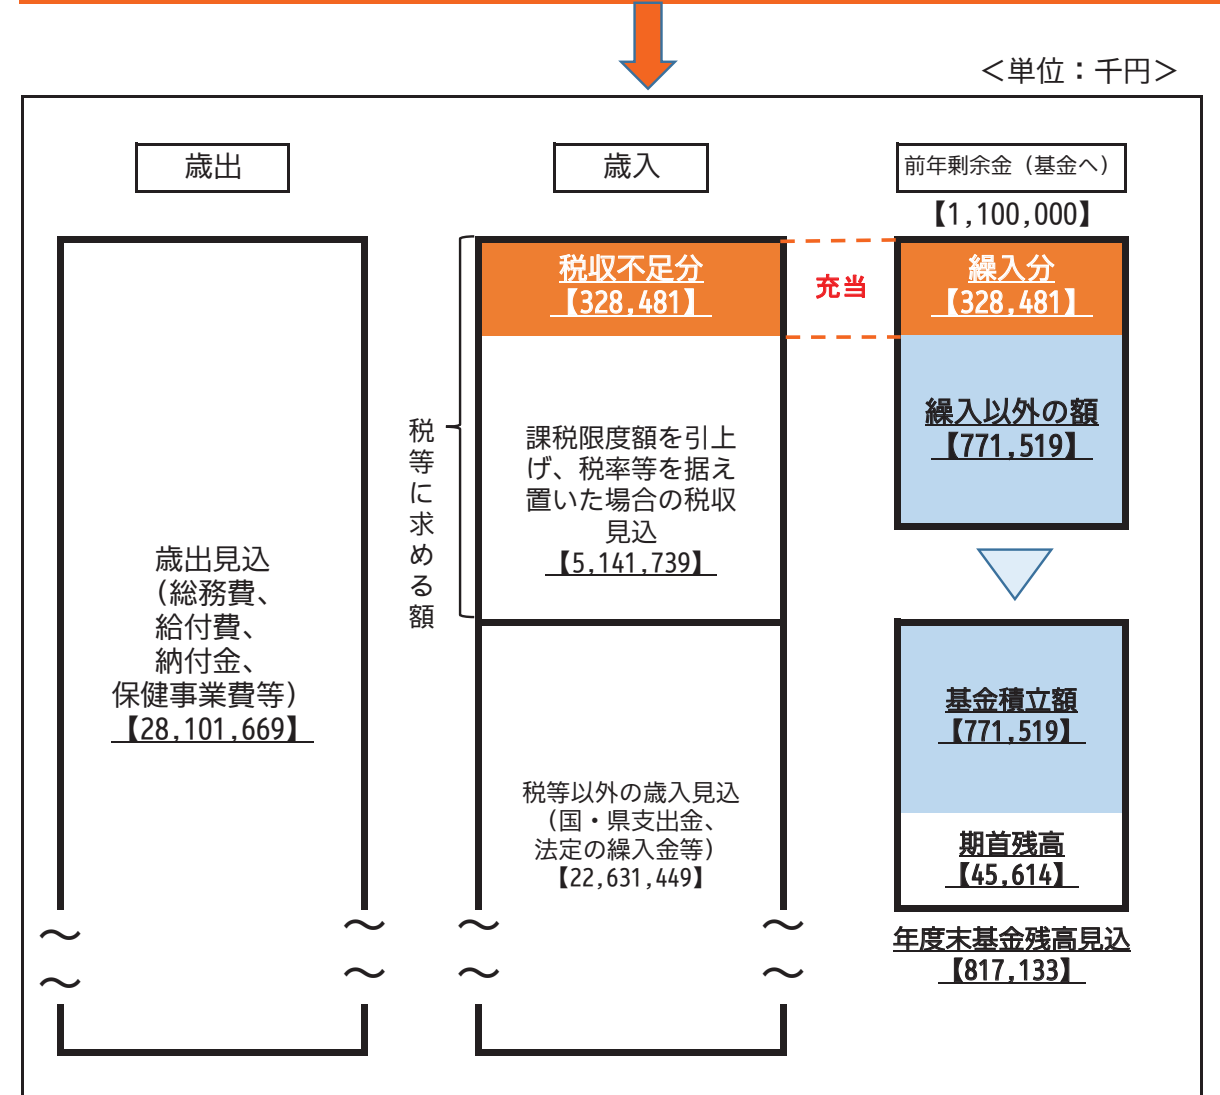 ＜単位：千円＞
歳出
歳出見込
（総務費、
給付費、
納付金、
保健事業費等）
【28,101,669】
歳入
税等に求める額
税収不足分
【328,481】
課税限度額を引上
げ、税率等を据え
置いた場合の税収
見込
【5,141,739】
税等以外の歳入見込
（国・県支出金、
法定の繰入金等）
【22,631,449】
充当
前年剰余金（基金へ）
【1,100,000】
繰入分
【328,481】
繰入以外の額
【771,519】
基金積立額
【771,519】
期首残高
【45,614】
年度末基金残高見込
【817,133】
～
～
～
～
～
～
～
～